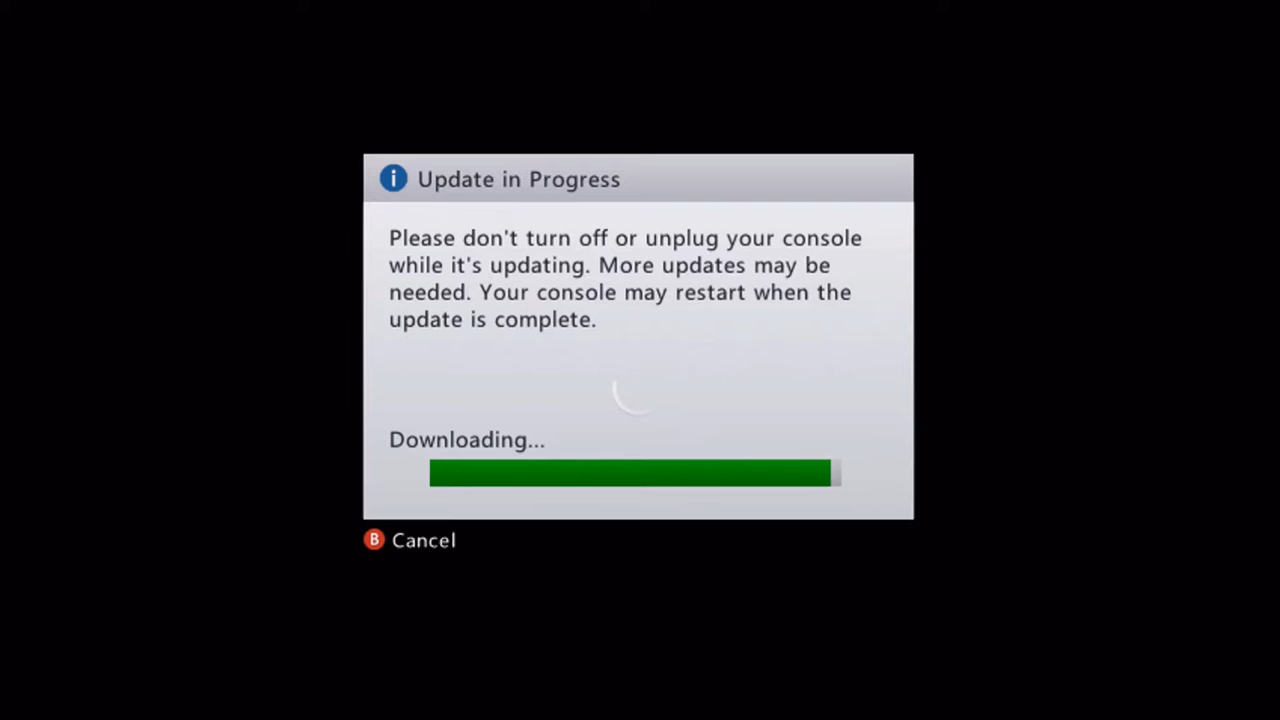 Update in Progress
Please don't turn off or unplug your console
while it's updating. More updates may be
needed. Your console may restart when the
update is complete.
Downloading...
B Cancel